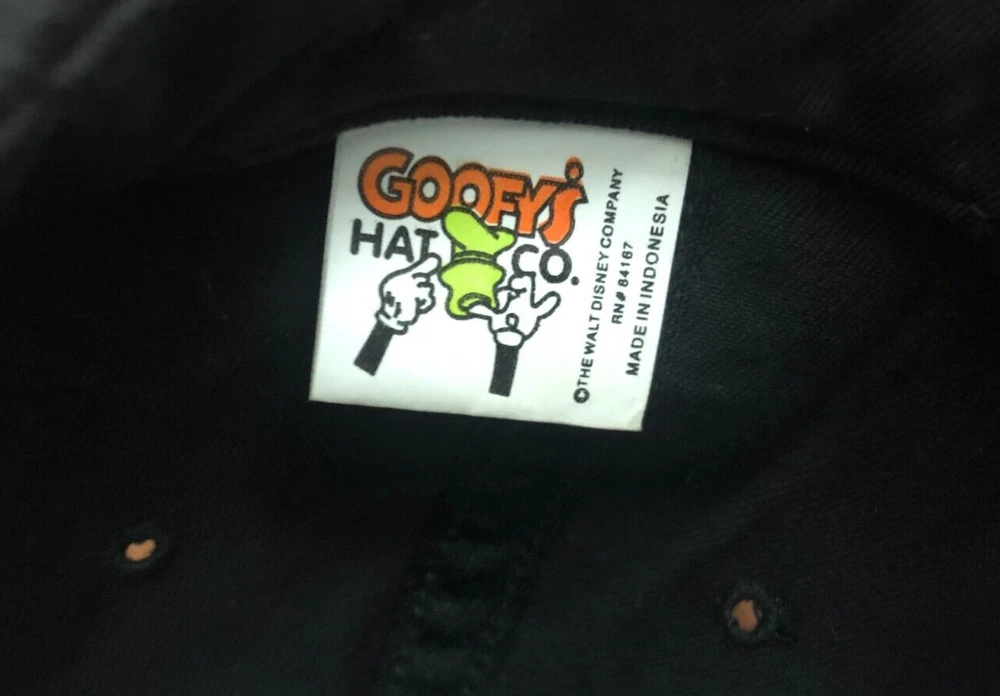 GOOFY'S
HAT CO.
©THE WALT DISNEY COMPANY
RN# 84167
MADE IN INDONESIA